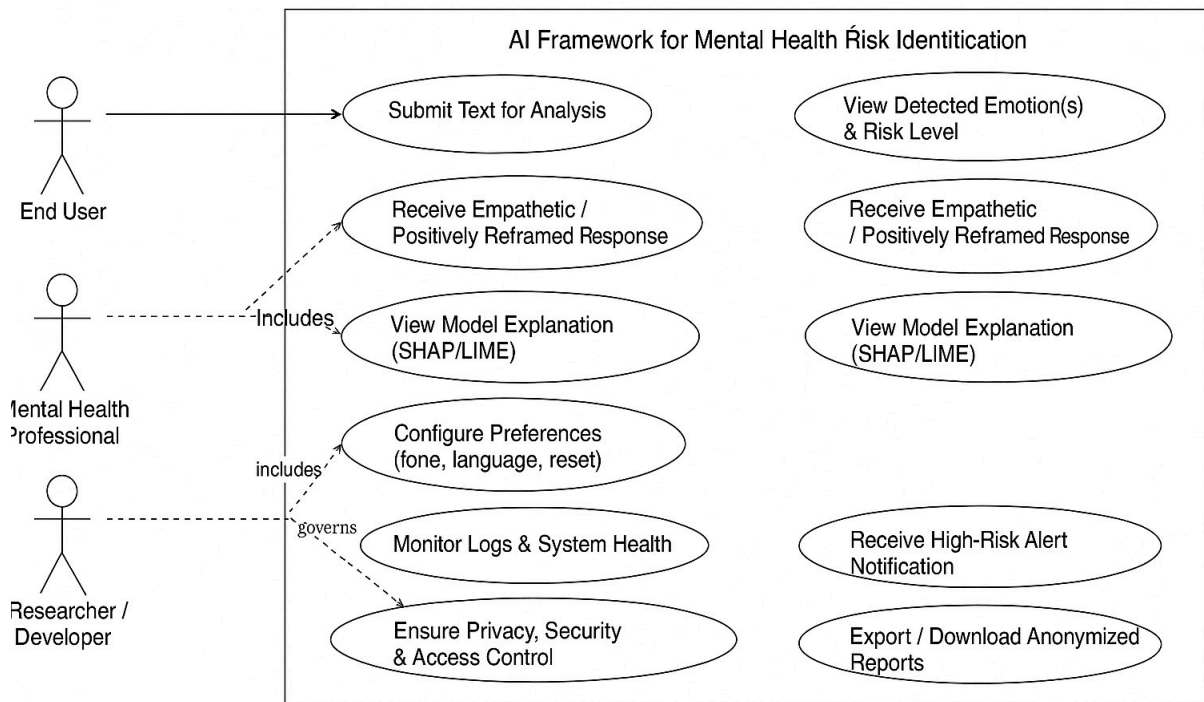 AI Framework for Mental Health Ŕisk Identitication
Submit Text for Analysis
View Detected Emotion(s)
& Risk Level
End User
Receive Empathetic /
Positively Reframed Response
Receive Empathetic
/ Positively Reframed Response
Includes
View Model Explanation
(SHAP/LIME)
View Model Explanation
(SHAP/LIME)
Mental Health
Professional
Configure Preferences
(fone, language, reset)
includes
governs
Monitor Logs & System Health
Receive High-Risk Alert
Notification
Researcher /
Developer
Ensure Privacy, Security
& Access Control
Export / Download Anonymized
Reports